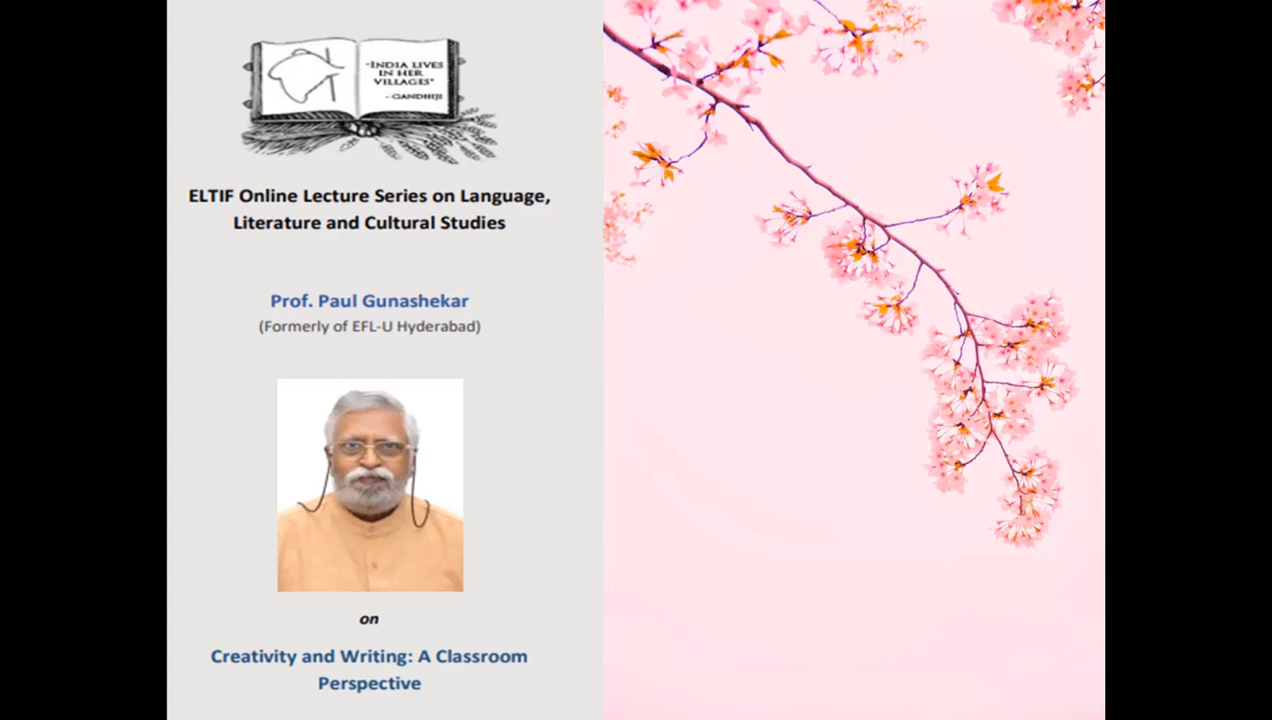 "INDIA LIVES
IN HER
VILLAGES"
- GANDHIJI
ELTIF Online Lecture Series on Language,
Literature and Cultural Studies
Prof. Paul Gunashekar
(Formerly of EFL-U Hyderabad)
on
Creativity and Writing: A Classroom
Perspective